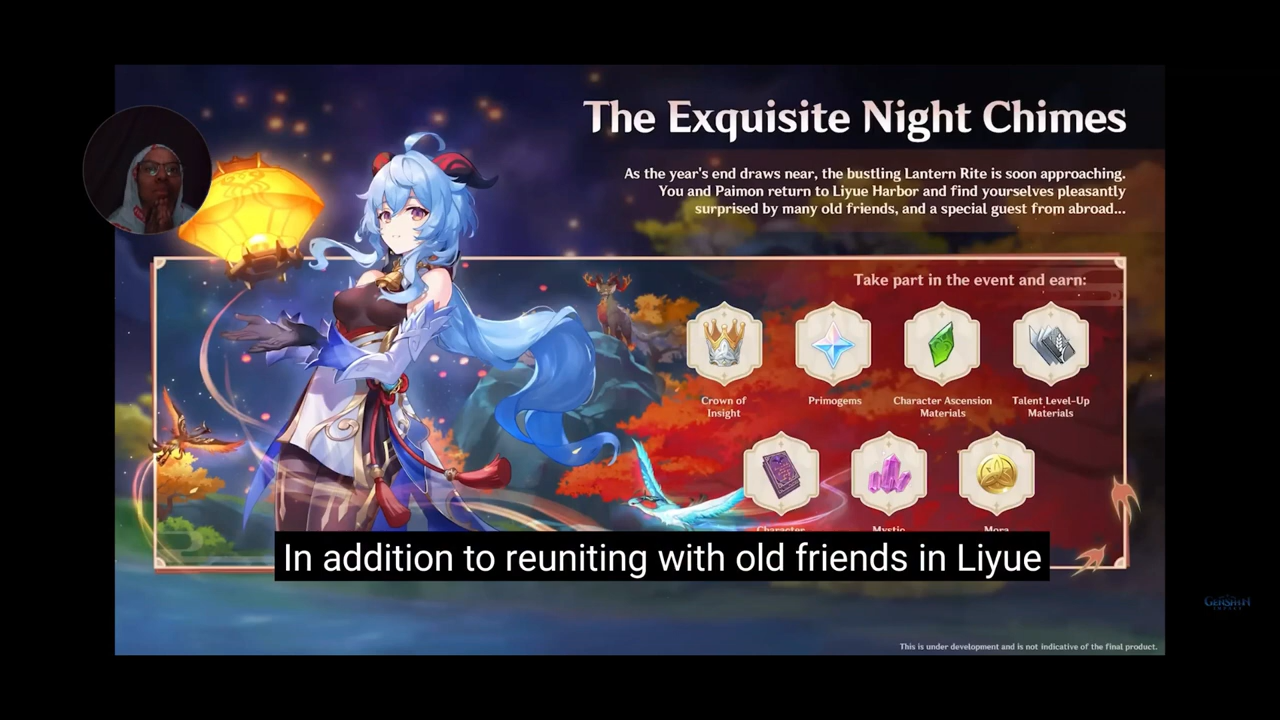 The Exquisite Night Chimes
As the year's end draws near, the bustling Lantern Rite is soon approaching.
You and Paimon return to Liyue Harbor and find yourselves pleasantly
surprised by many old friends, and a special guest from abroad...
Take part in the event and earn:
Crown of
Insight
Primogems
Character Ascension
Materials
Talent Level-Up
Materials
Character
Mystic
Mora
In addition to reuniting with old friends in Liyue
GENSHIN
IMPACT
This is under development and is not indicative of the final product.